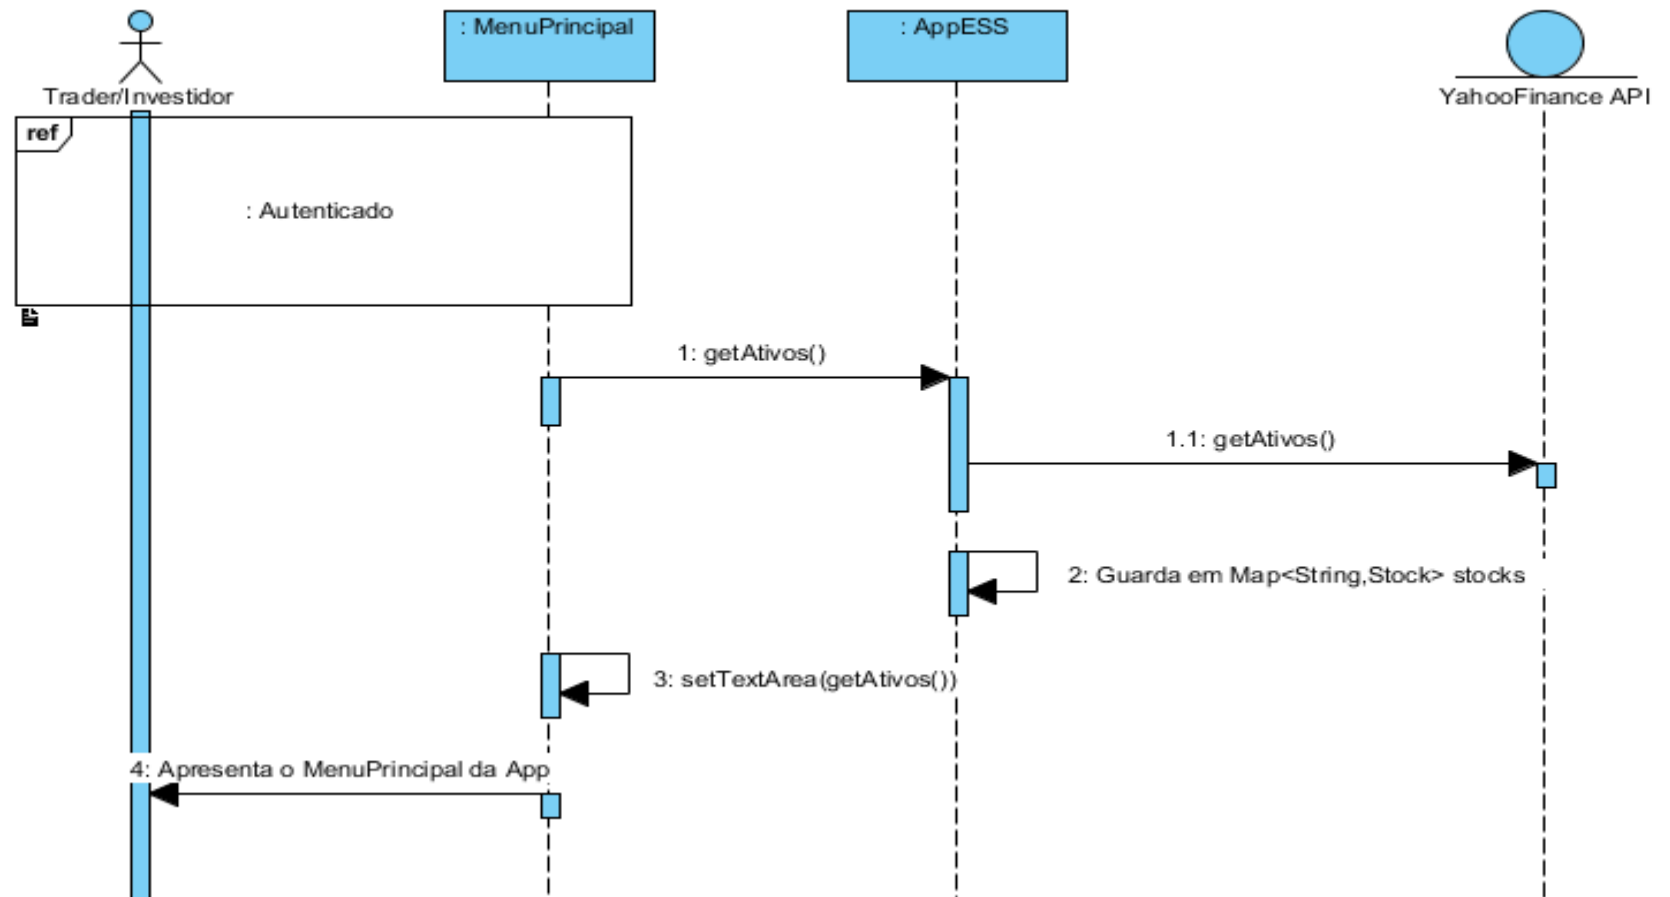 : MenuPrincipal
: AppESS
Trader/Investidor
YahooFinance API
ref
: Autenticado
1: getAtivos()
1.1: getAtivos()
2: Guarda em Map<String,Stock> stocks
3: setTextArea(getAtivos())
4: Apresenta o MenuPrincipal da App